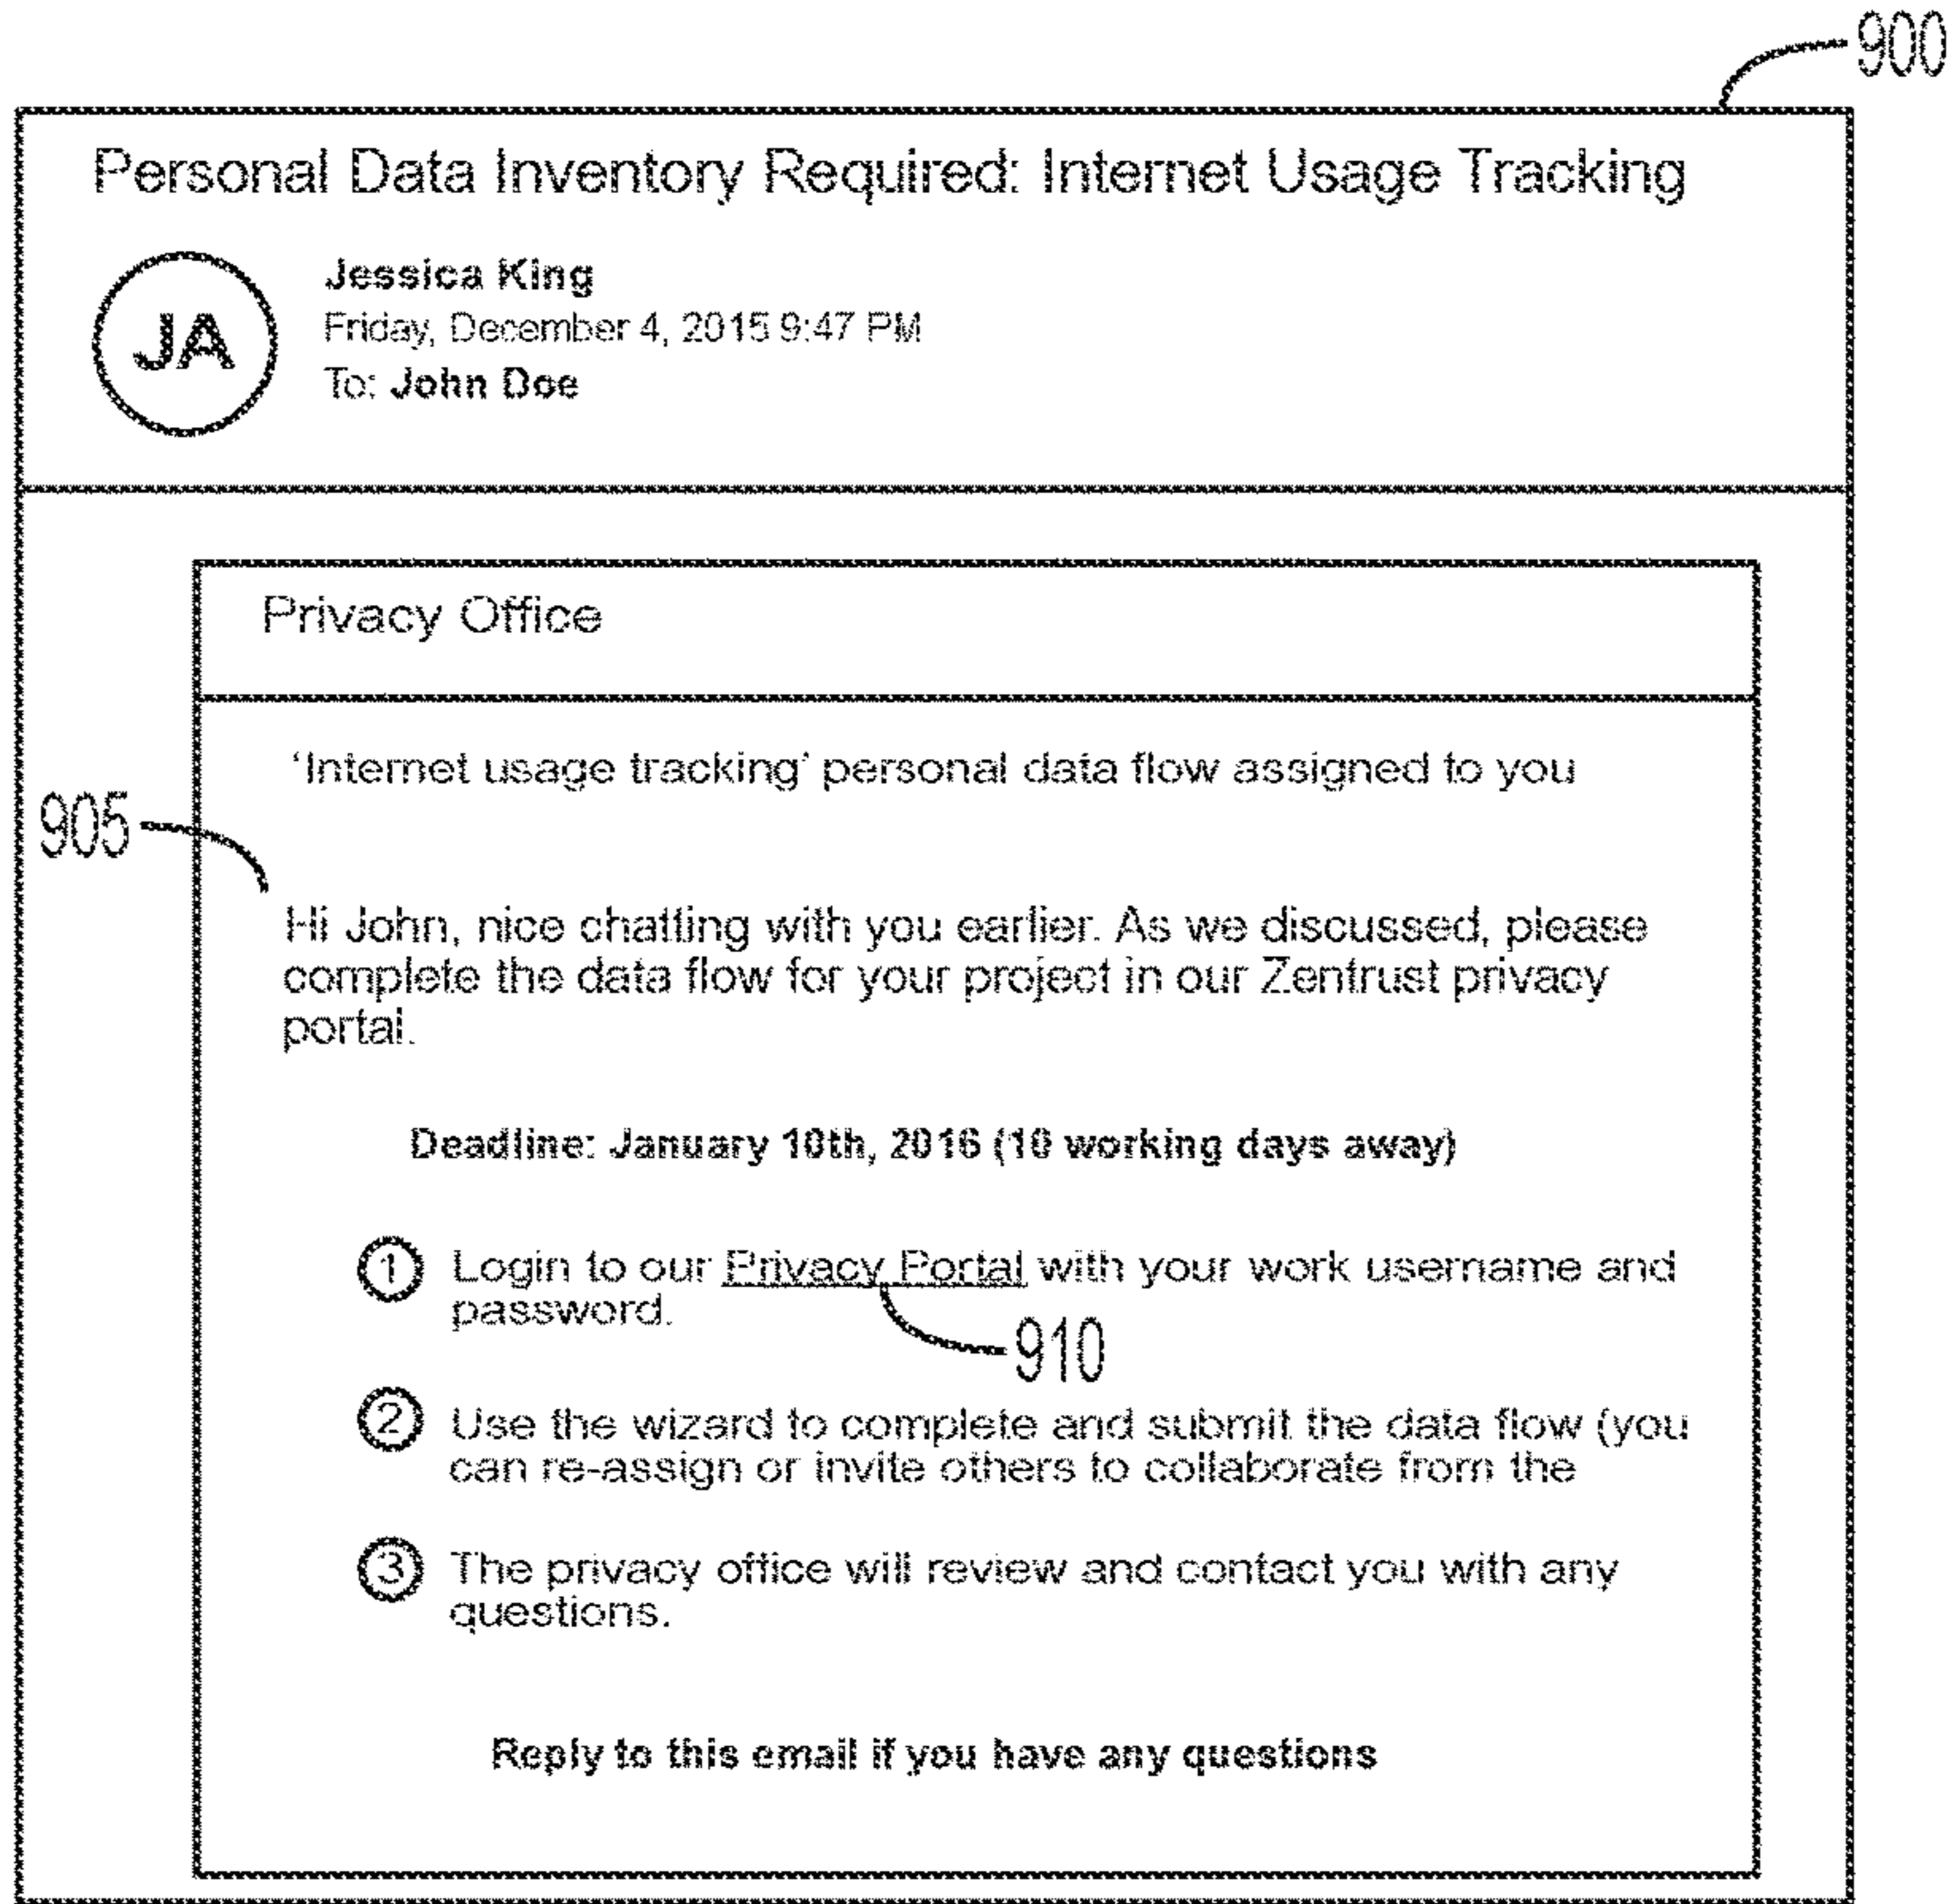 900
Personal Data Inventory Required: Internet Usage Tracking
JA
Jessica King
Friday, December 4, 2015 9:47 PM
To: John Doe
Privacy Office
‘Internet usage tracking’ personal data flow assigned to you
905
Hi John, nice chatting with you earlier. As we discussed, please
complete the data flow for your project in our Zentrust privacy
portal.
Deadline: January 10th, 2016 (10 working days away)
1 Login to our Privacy Portal with your work username and
password.
910
2 Use the wizard to complete and submit the data flow (you
can re-assign or invite others to collaborate from the
3 The privacy office will review and contact you with any
questions.
Reply to this email if you have any questions